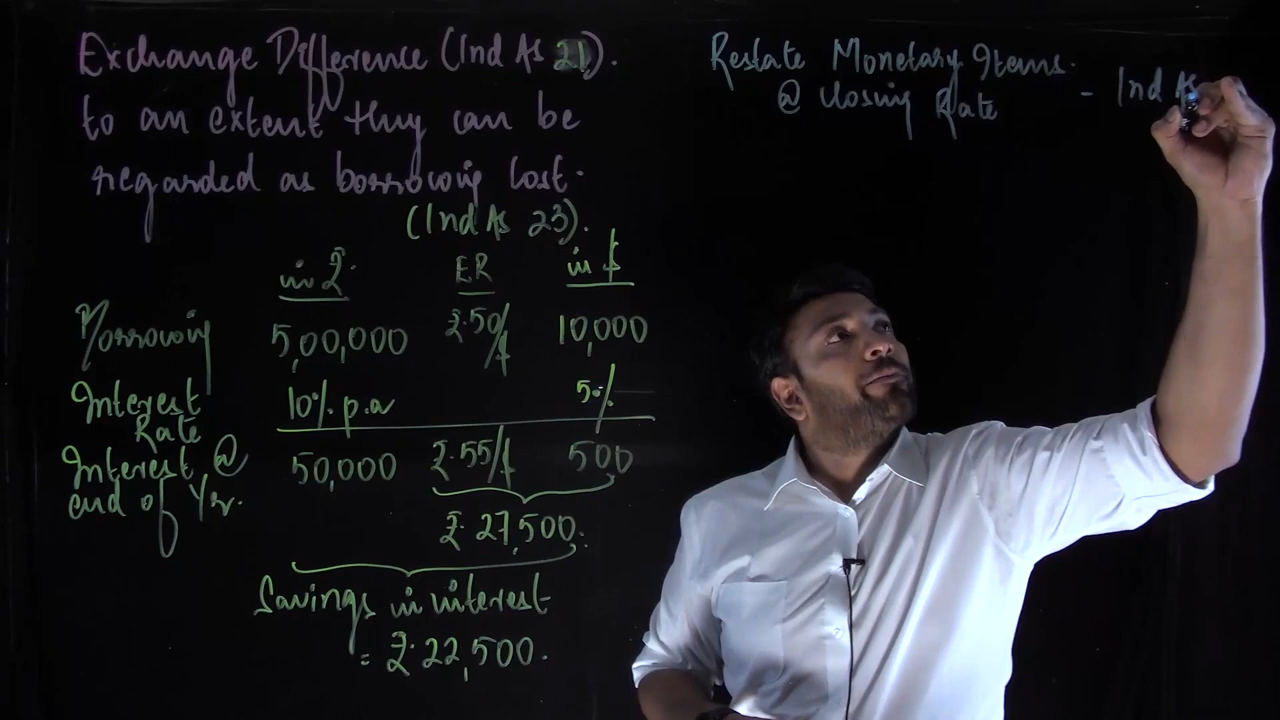 Exchange Difference (Ind As 21).
to an extent they can be
regarded as borrowing cost.
(Ind As 23).
in ₹. ER in $
Borrowing 5,00,000 ₹.50/$ 10,000
Interest Rate 10%. p.a 5%
Interest @ end of Yr. 50,000 ₹.55/$ 500
₹. 27,500.
Savings in interest
= ₹.22,500.
Restate Monetary Items.
@ closing Rate - Ind As